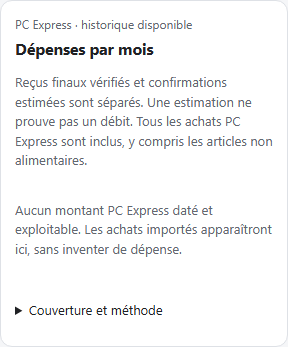 PC Express · historique disponible
Dépenses par mois
Reçus finaux vérifiés et confirmations
estimées sont séparés. Une estimation ne
prouve pas un débit. Tous les achats PC
Express sont inclus, y compris les articles non
alimentaires.
Aucun montant PC Express daté et
exploitable. Les achats importés apparaîtront
ici, sans inventer de dépense.
▶ Couverture et méthode